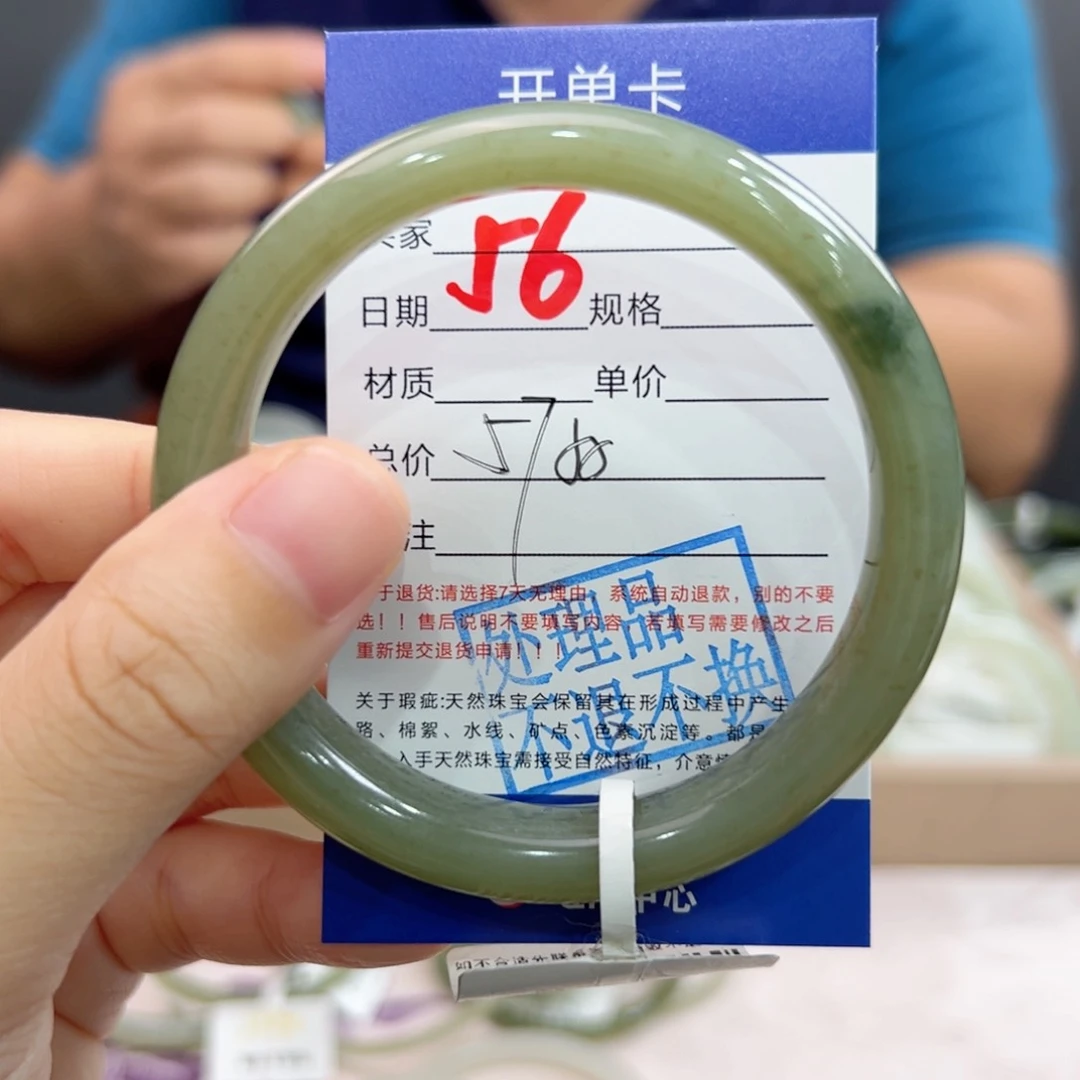 开单卡
家 56
日期 规格
材质 单价
总价 57
注
于退货:请选择7天无理由，系统自动退款，别的不要
选！！售后说明不要填写内容，若填写需要修改之后
重新提交退货申请！！！
处理品
不退不换
关于瑕疵:天然珠宝会保留其在形成过程中产生
路、棉絮、水线、矿点、色素沉淀等。都是
入手天然珠宝需接受自然特征，介意
中心